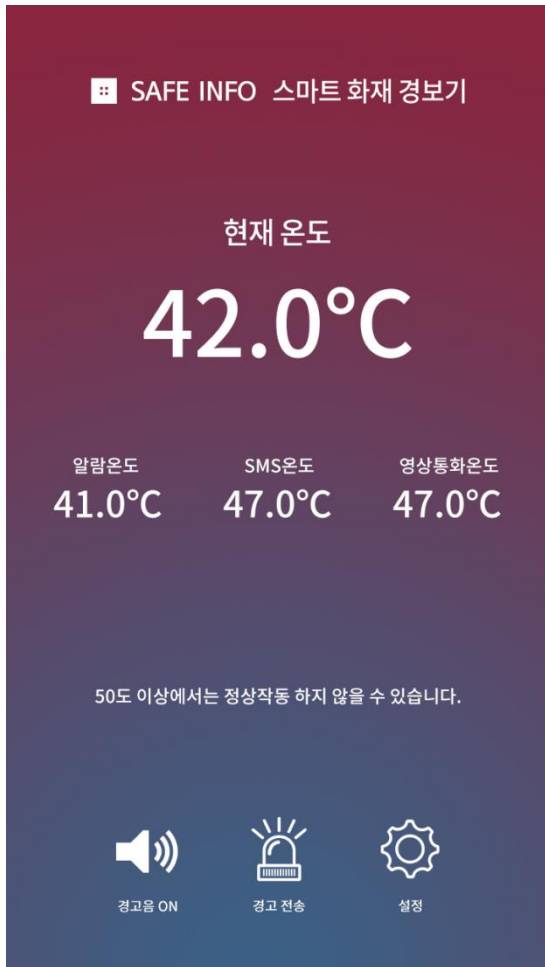 SAFE INFO 스마트 화재 경보기
현재 온도
42.0°C
알람온도 SMS온도 영상통화온도
41.0°C 47.0°C 47.0°C
50도 이상에서는 정상작동 하지 않을 수 있습니다.
경고음 ON 경고 전송 설정